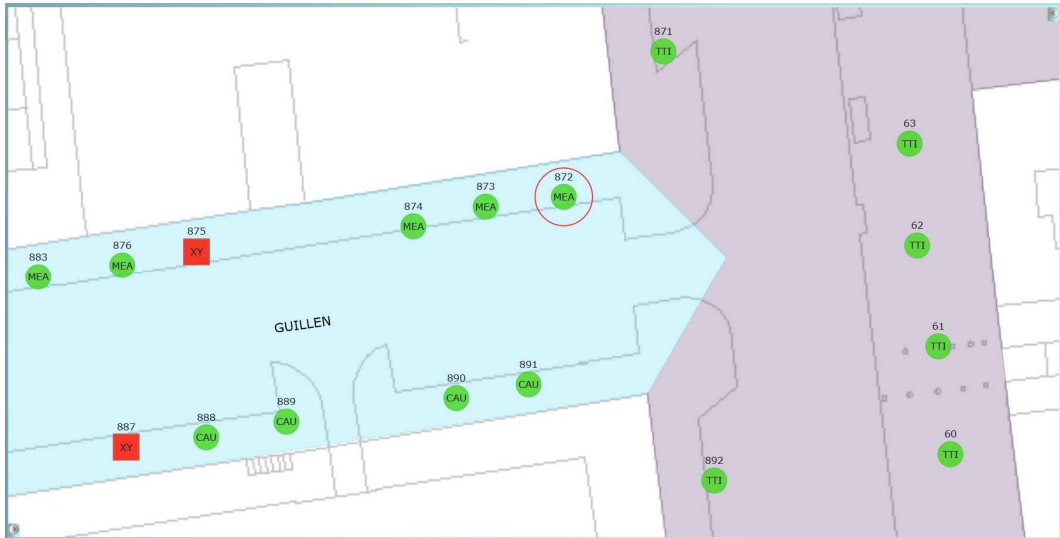 871
TTI
63
TTI
872
MEA
873
MEA
874
MEA
875
XY
876
MEA
883
MEA
62
TTI
GUILLEN
61
TTI
891
CAU
890
CAU
889
CAU
888
CAU
887
XY
60
TTI
892
TTI